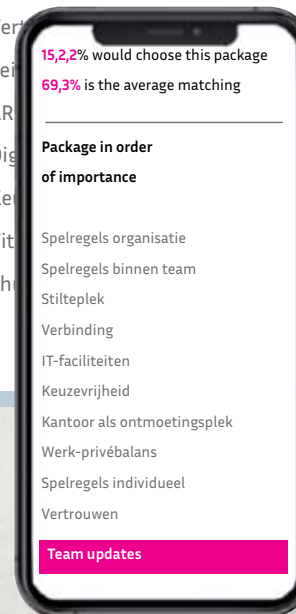 15,2,2% would choose this package
69,3% is the average matching
Package in order
of importance
Spelregels organisatie
Spelregels binnen team
Stilteplek
Verbinding
IT-faciliteiten
Keuzevrijheid
Kantoor als ontmoetingsplek
Werk-privébalans
Spelregels individueel
Vertrouwen
Team updates